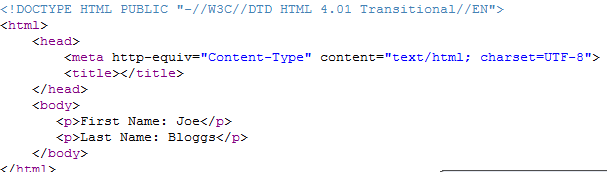 <!DOCTYPE HTML PUBLIC "-//W3C//DTD HTML 4.01 Transitional//EN">
<html>
    <head>
        <meta http-equiv="Content-Type" content="text/html; charset=UTF-8">
        <title></title>
    </head>
    <body>
       <p>First Name: Joe</p>
       <p>Last Name: Bloggs</p>
    </body>
</html>